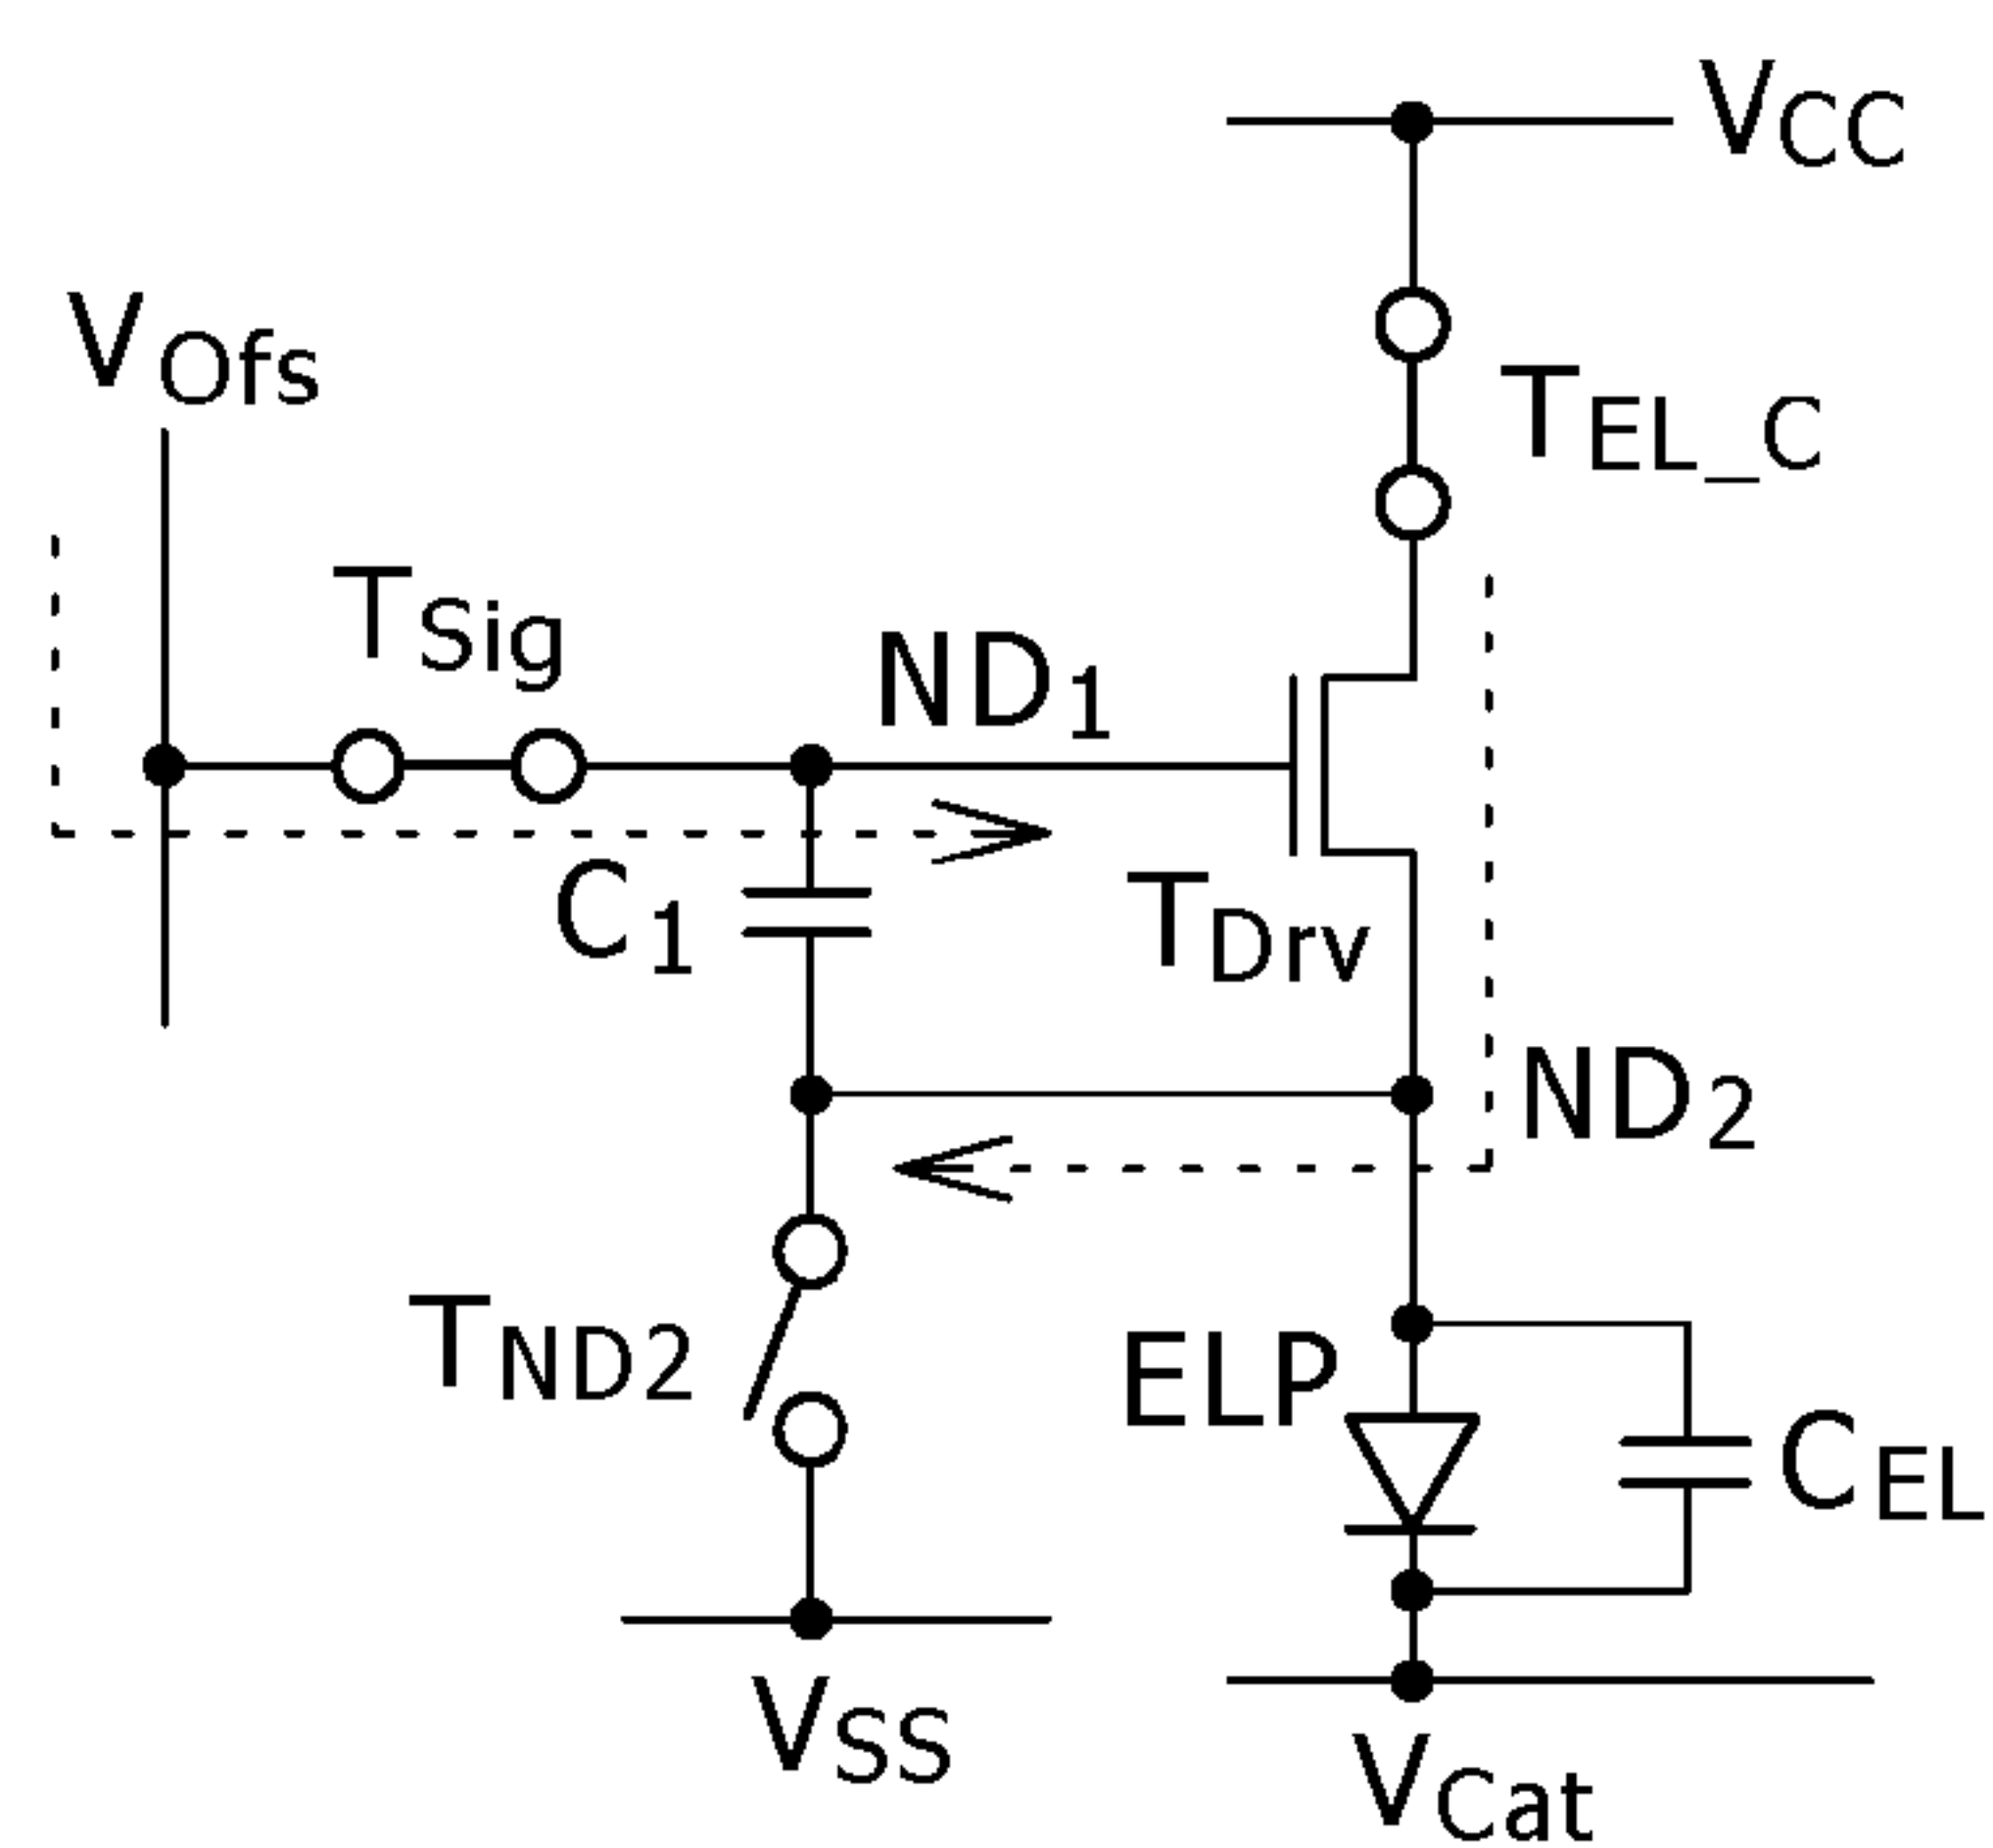 VCC
VOfs
TEL_C
TSig
ND1
C1
TDrv
ND2
TND2
ELP
CEL
VSS
VCat